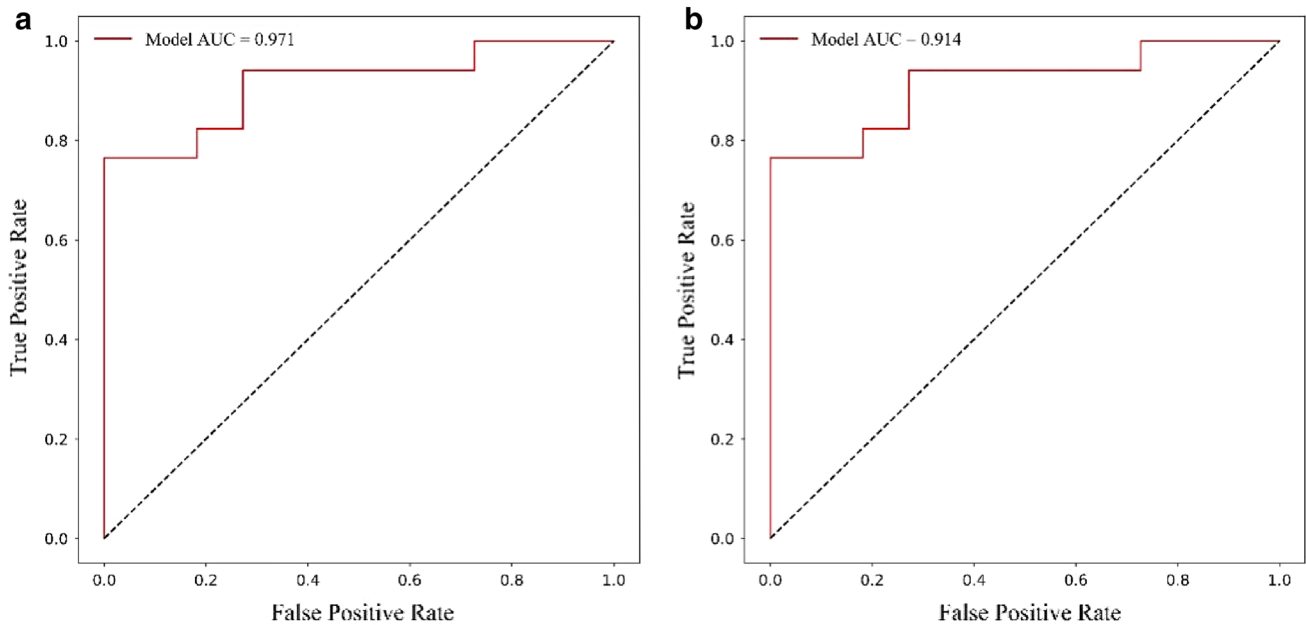 a
Model AUC = 0.971
1.0
0.8
0.6
0.4
0.2
0.0
True Positive Rate
0.0 0.2 0.4 0.6 0.8 1.0
False Positive Rate
b
Model AUC – 0.914
1.0
0.8
0.6
0.4
0.2
0.0
True Positive Rate
0.0 0.2 0.4 0.6 0.8 1.0
False Positive Rate